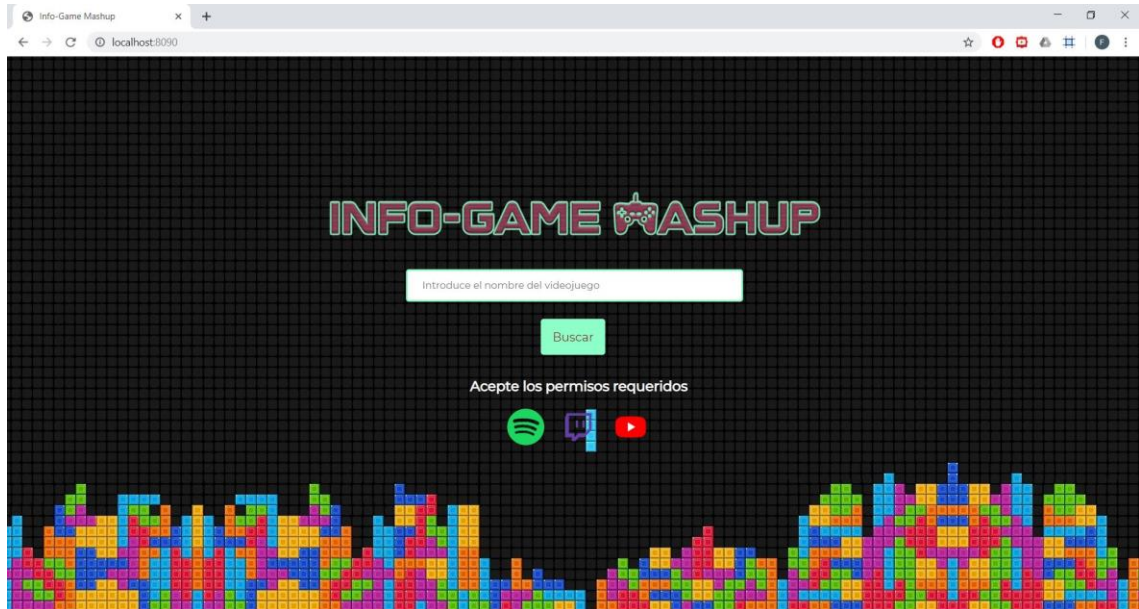 Info-Game Mashup
localhost:8090
INFO-GAME MASHUP
Introduce el nombre del videojuego
Buscar
Acepte los permisos requeridos